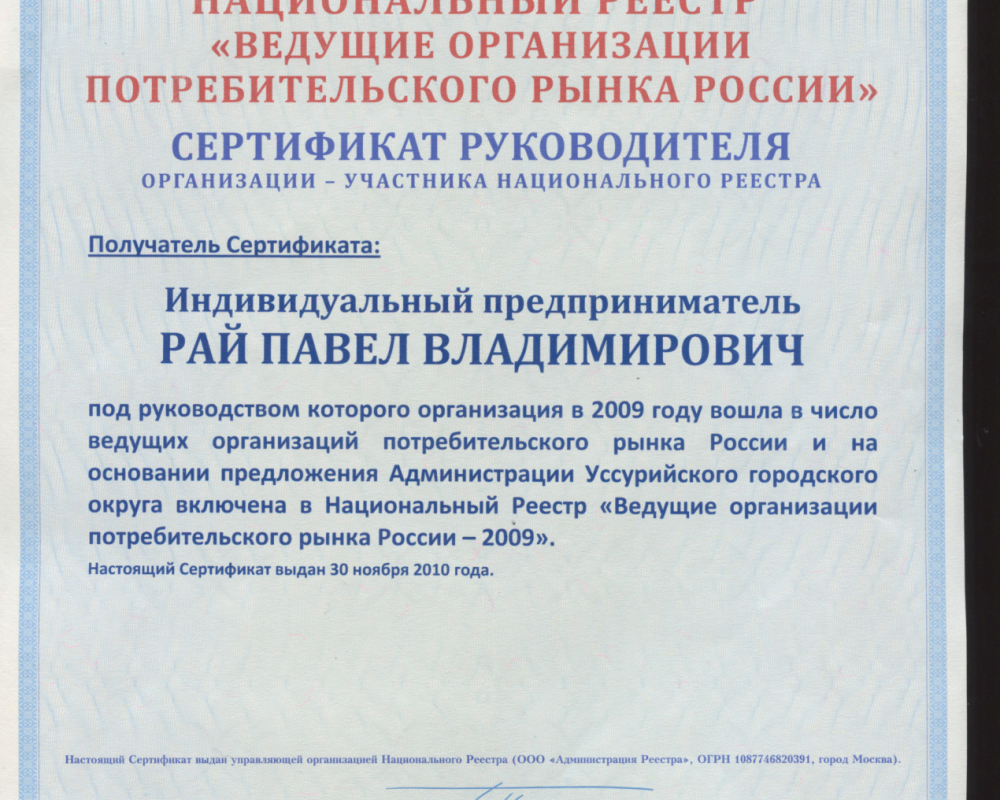 НАЦИОНАЛЬНЫЙ РЕЕСТР
«ВЕДУЩИЕ ОРГАНИЗАЦИИ
ПОТРЕБИТЕЛЬСКОГО РЫНКА РОССИИ»
СЕРТИФИКАТ РУКОВОДИТЕЛЯ
ОРГАНИЗАЦИИ – УЧАСТНИКА НАЦИОНАЛЬНОГО РЕЕСТРА
Получатель Сертификата:
Индивидуальный предприниматель
РАЙ ПАВЕЛ ВЛАДИМИРОВИЧ
под руководством которого организация в 2009 году вошла в число
ведущих организаций потребительского рынка России и на
основании предложения Администрации Уссурийского городского
округа включена в Национальный Реестр «Ведущие организации
потребительского рынка России – 2009».
Настоящий Сертификат выдан 30 ноября 2010 года.
Настоящий Сертификат выдан управляющей организацией Национального Реестра (ООО «Администрация Реестра», ОГРН 1087746820391, город Москва).